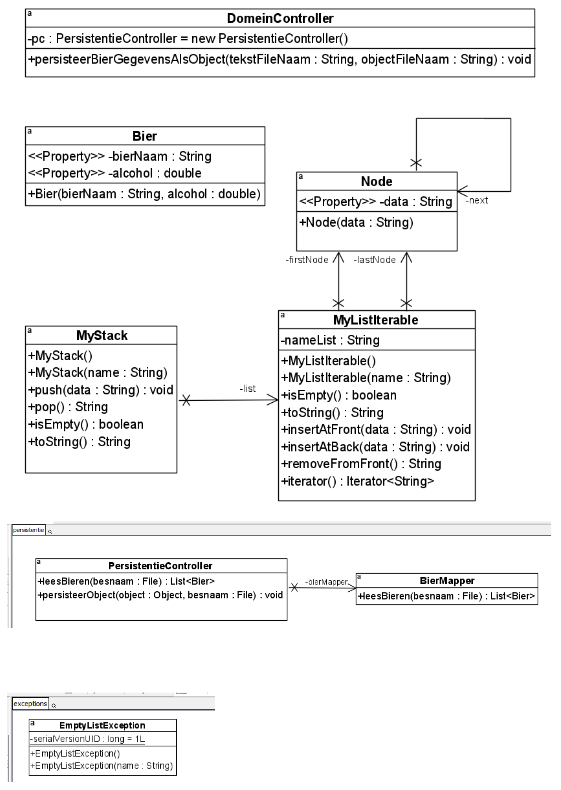 a
DomeinController
-pc : PersistentieController = new PersistentieController()
+persisteerBierGegevensAlsObject(tekstFileNaam : String, objectFileNaam : String) : void
a
Bier
<<Property>> -bierNaam : String
<<Property>> -alcohol : double
+Bier(bierNaam : String, alcohol : double)
a
Node
<<Property>> -data : String
+Node(data : String)
-next
-firstNode
-lastNode
a
MyStack
+MyStack()
+MyStack(name : String)
+push(data : String) : void
+pop() : String
+isEmpty() : boolean
+toString() : String
-list
a
MyListIterable
-nameList : String
+MyListIterable()
+MyListIterable(name : String)
+isEmpty() : boolean
+toString() : String
+insertAtFront(data : String) : void
+insertAtBack(data : String) : void
+removeFromFront() : String
+iterator() : Iterator<String>
persistentie
a
PersistentieController
+leesBieren(besnaam : File) : List<Bier>
+persisteerObject(object : Object, besnaam : File) : void
-bierMapper
a
BierMapper
+leesBieren(besnaam : File) : List<Bier>
exceptions
a
EmptyListException
-serialVersionUID : long = 1L
+EmptyListException()
+EmptyListException(name : String)